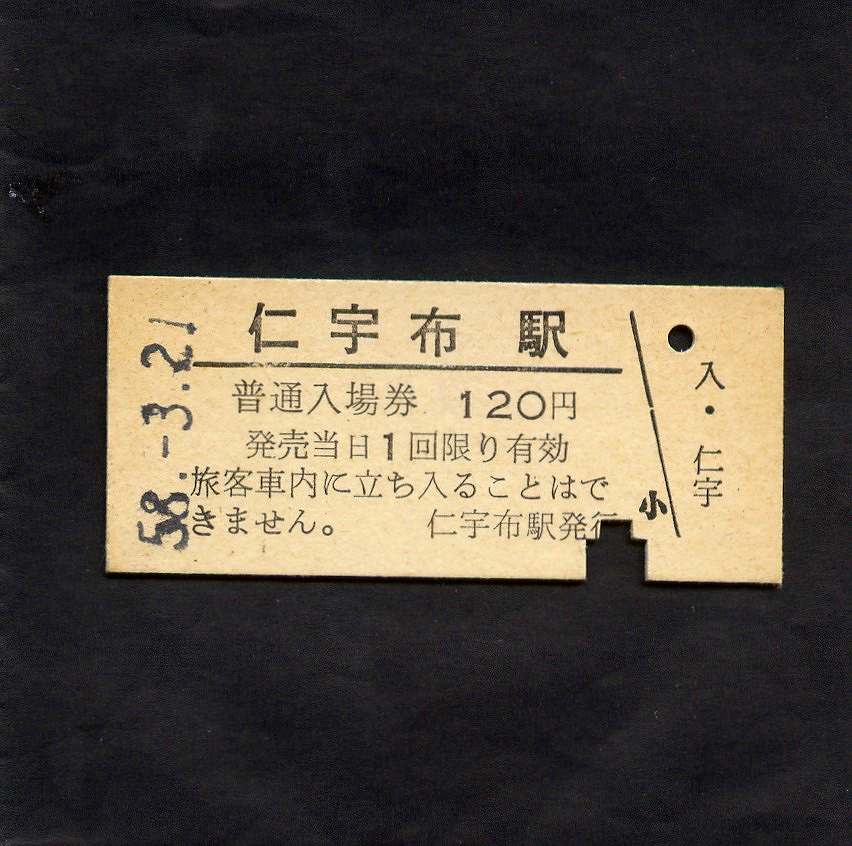 58.-3.21
仁宇布駅
普通入場券 120円
発売当日1回限り有効
旅客車内に立ち入ることはで
きません。 仁宇布駅発行
小
入・仁宇